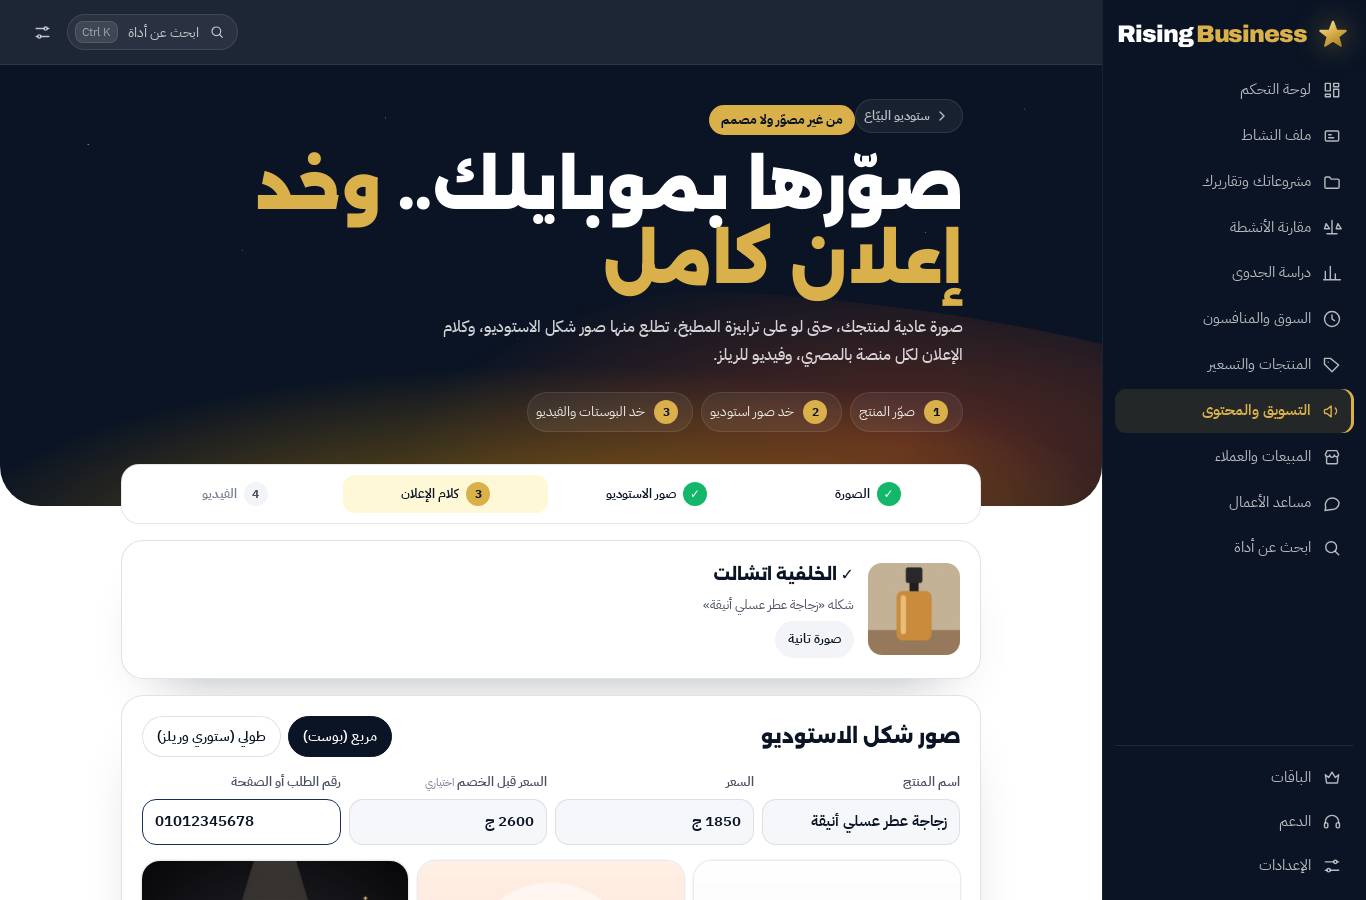 Rising Business
لوحة التحكم
ملف النشاط
مشروعاتك وتقاريرك
مقارنة الأنشطة
دراسة الجدوى
السوق والمنافسون
المنتجات والتسعير
التسويق والمحتوى
المبيعات والعملاء
مساعد الأعمال
ابحث عن أداة
الباقات
الدعم
الإعدادات
ابحث عن أداة Ctrl K
ستوديو البيّاع
من غير مصوّر ولا مصمم
صوّرها بموبايلك.. وخد
إعلان كامل
صورة عادية لمنتجك، حتى لو على ترابيزة المطبخ، تطلع منها صور شكل الاستوديو، وكلام
الإعلان لكل منصة بالمصري، وفيديو للريلز.
1 صوّر المنتج
2 خد صور استوديو
3 خد البوستات والفيديو
✓ الصورة
✓ صور الاستوديو
3 كلام الإعلان
4 الفيديو
✓ الخلفية اتشالت
شكله «زجاجة عطر عسلي أنيقة»
صورة تانية
صور شكل الاستوديو
مربع (بوست)
طولي (ستوري وريلز)
اسم المنتج
زجاجة عطر عسلي أنيقة
السعر
1850 ج
السعر قبل الخصم اختياري
2600 ج
رقم الطلب أو الصفحة
01012345678